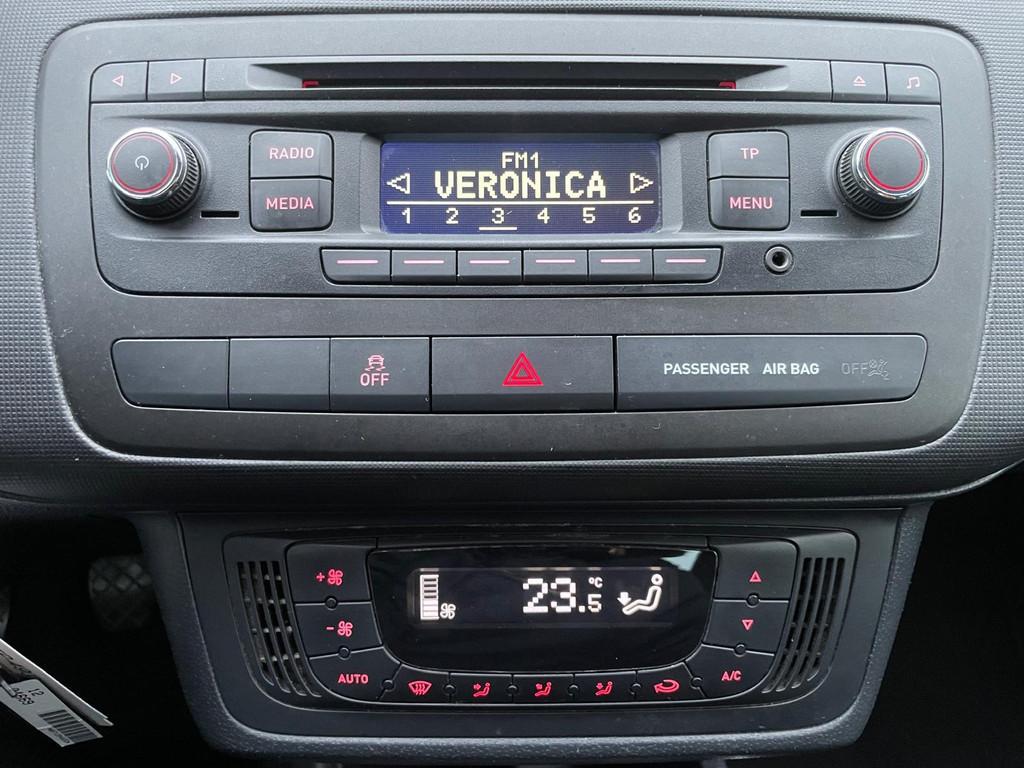 RADIO
MEDIA
FM1
VERONICA
1 2 3 4 5 6
TP
MENU
OFF
PASSENGER AIR BAG OFF
23.5 °C
AUTO
A/C
12